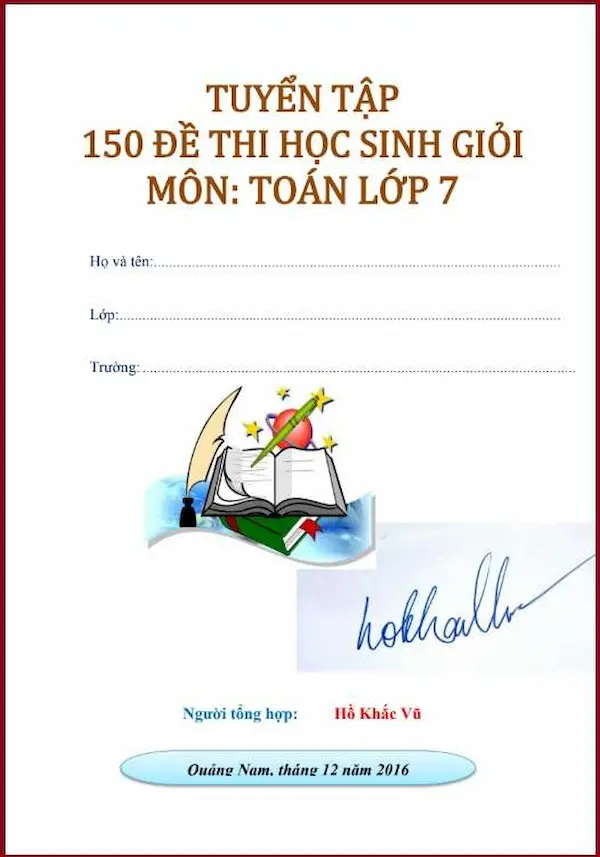 TUYỂN TẬP
150 ĐỀ THI HỌC SINH GIỎI
MÔN: TOÁN LỚP 7
Họ và tên:..............................................................................................................
Lớp:........................................................................................................................
Trường: ....................................................................................................................
hokhacVu
Người tổng hợp: Hồ Khắc Vũ
Quảng Nam, tháng 12 năm 2016